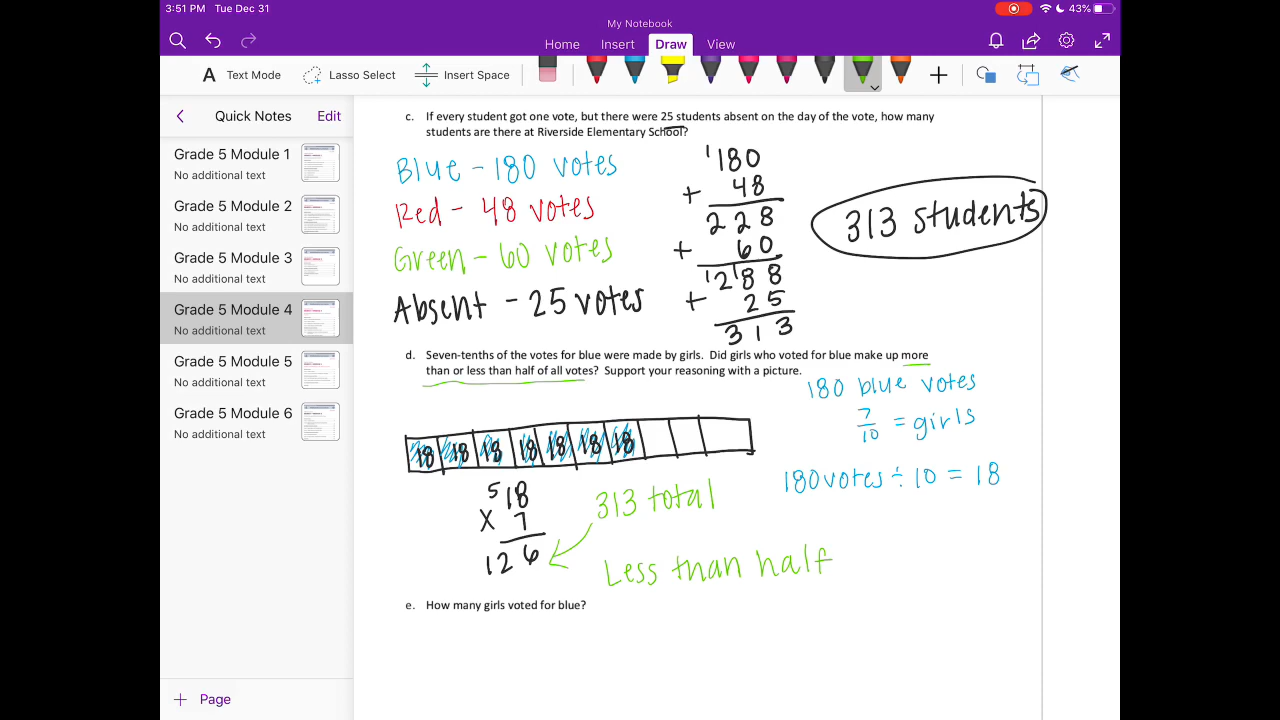 3:51 PM Tue Dec 31
43%
My Notebook
Home Insert Draw View
A Text Mode Lasso Select Insert Space
Quick Notes Edit
Grade 5 Module 1
No additional text
Grade 5 Module 2
No additional text
Grade 5 Module 3
No additional text
Grade 5 Module 4
No additional text
Grade 5 Module 5
No additional text
Grade 5 Module 6
No additional text
+ Page
c. If every student got one vote, but there were 25 students absent on the day of the vote, how many
students are there at Riverside Elementary School?
Blue - 180 votes
Red - 48 votes
Green - 60 votes
Absent - 25 votes
1 180
+ 48
228
+ 60
1 2 1 8 8
+ 25
313
313 students
d. Seven-tenths of the votes for blue were made by girls. Did girls who voted for blue make up more
than or less than half of all votes? Support your reasoning with a picture.
180 blue votes
7/10 = girls
180 votes ÷ 10 = 18
18 18 18 18 18 18 18
5 18
x 7
126
313 total
Less than half
e. How many girls voted for blue?